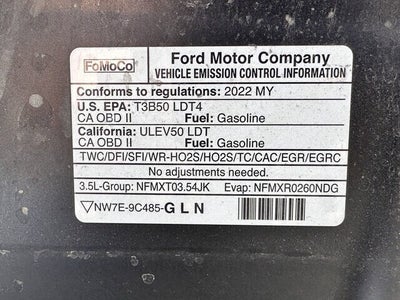 FoMoCo
Ford Motor Company
VEHICLE EMISSION CONTROL INFORMATION
Conforms to regulations: 2022 MY
U.S. EPA: T3B50 LDT4
CA OBD II Fuel: Gasoline
California: ULEV50 LDT
CA OBD II Fuel: Gasoline
TWC/DFI/SFI/WR-HO2S/HO2S/TC/CAC/EGR/EGRC
No adjustments needed.
3.5L-Group: NFMXT03.54JK Evap: NFMXR0260NDG
▽NW7E-9C485-GLN